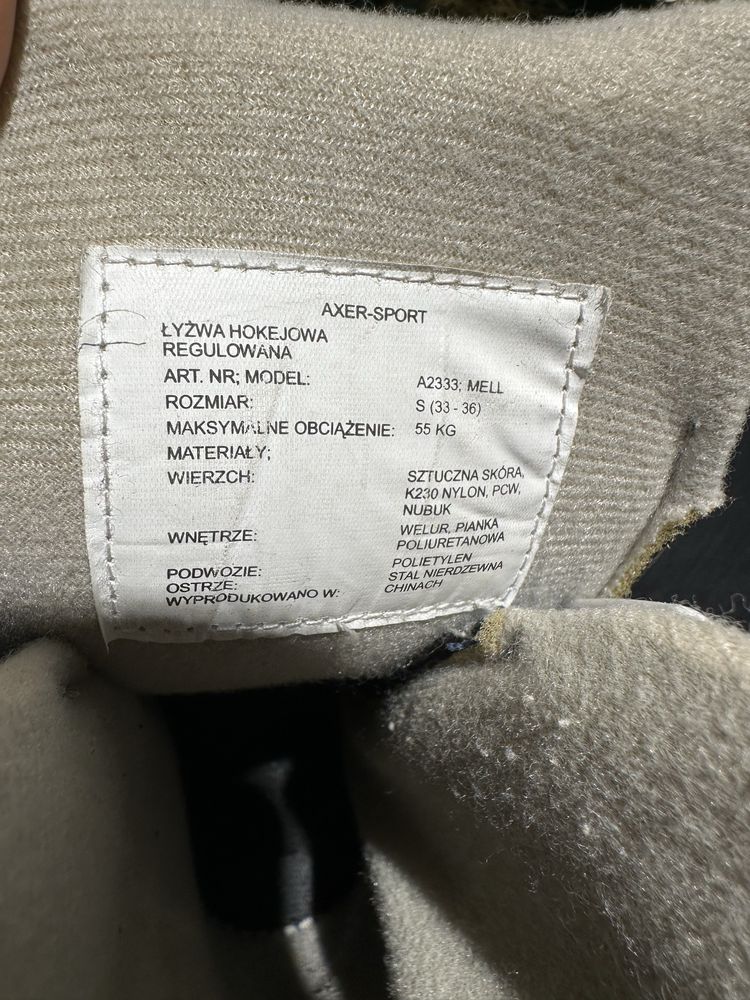 AXER-SPORT
ŁYŻWA HOKEJOWA
REGULOWANA
ART. NR; MODEL: A2333; MELL
ROZMIAR: S (33 - 36)
MAKSYMALNE OBCIĄŻENIE: 55 KG
MATERIAŁY;
WIERZCH: SZTUCZNA SKÓRA,
K230 NYLON, PCW,
NUBUK
WNĘTRZE: WELUR, PIANKA
POLIURETANOWA
PODWOZIE: POLIETYLEN
OSTRZE: STAL NIERDZEWNA
WYPRODUKOWANO W: CHINACH